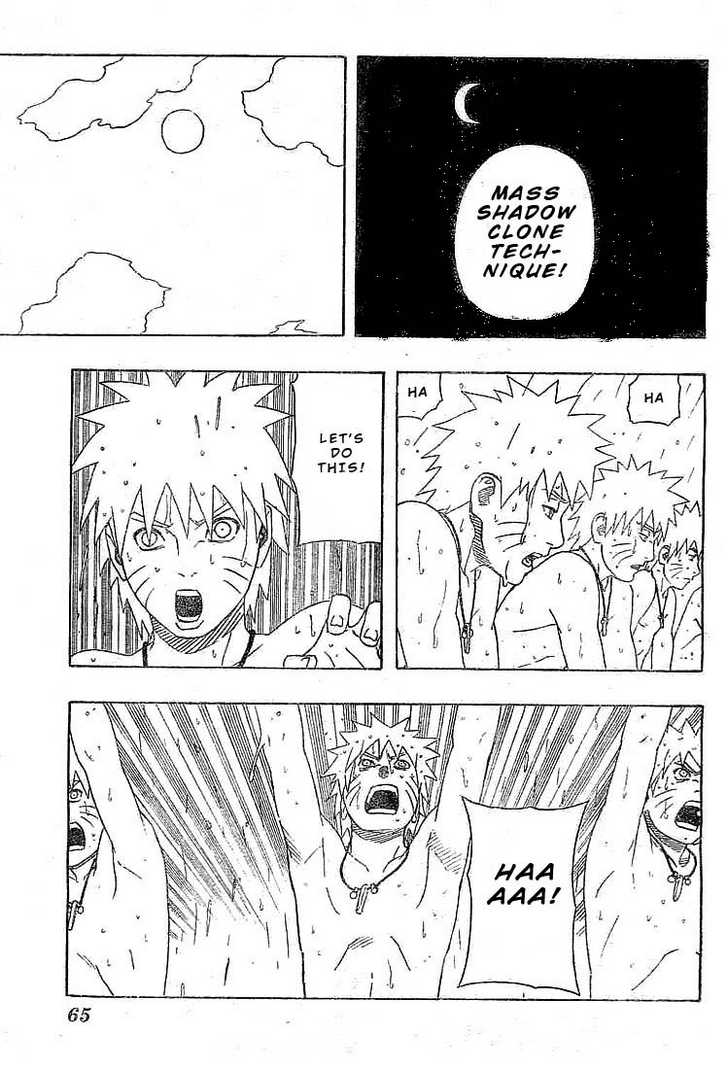 MASS
SHADOW
CLONE
TECH-
NIQUE!
HA
HA
LET'S
DO
THIS!
HAA
AAA!
65